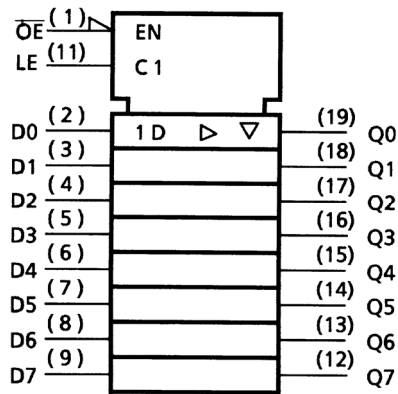 O̅E̅ (1) EN
LE (11) C1
D0 (2) 1D (19) Q0
D1 (3) (18) Q1
D2 (4) (17) Q2
D3 (5) (16) Q3
D4 (6) (15) Q4
D5 (7) (14) Q5
D6 (8) (13) Q6
D7 (9) (12) Q7